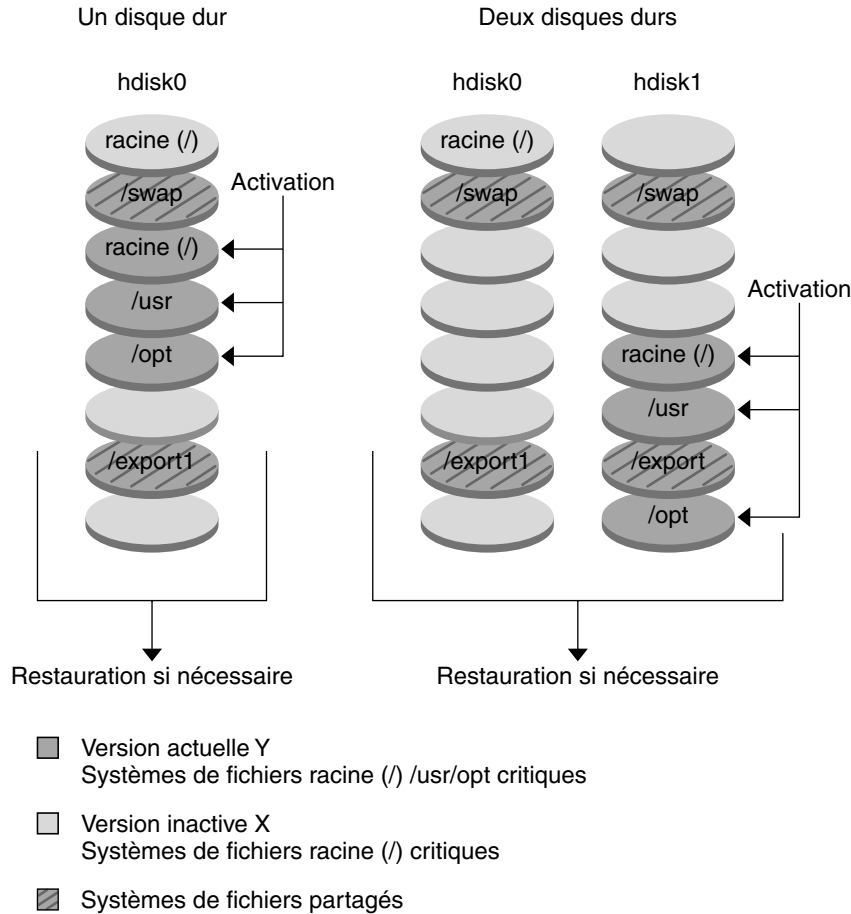 Un disque dur
Deux disques durs
hdisk0
racine (/)
/swap
Activation
racine (/)
/usr
/opt
/export1
hdisk0
hdisk1
racine (/)
/swap
/swap
Activation
racine (/)
/usr
/export1
/export
/opt
Restauration si nécessaire
Restauration si nécessaire
Version actuelle Y
Systèmes de fichiers racine (/) /usr/opt critiques
Version inactive X
Systèmes de fichiers racine (/) critiques
Systèmes de fichiers partagés